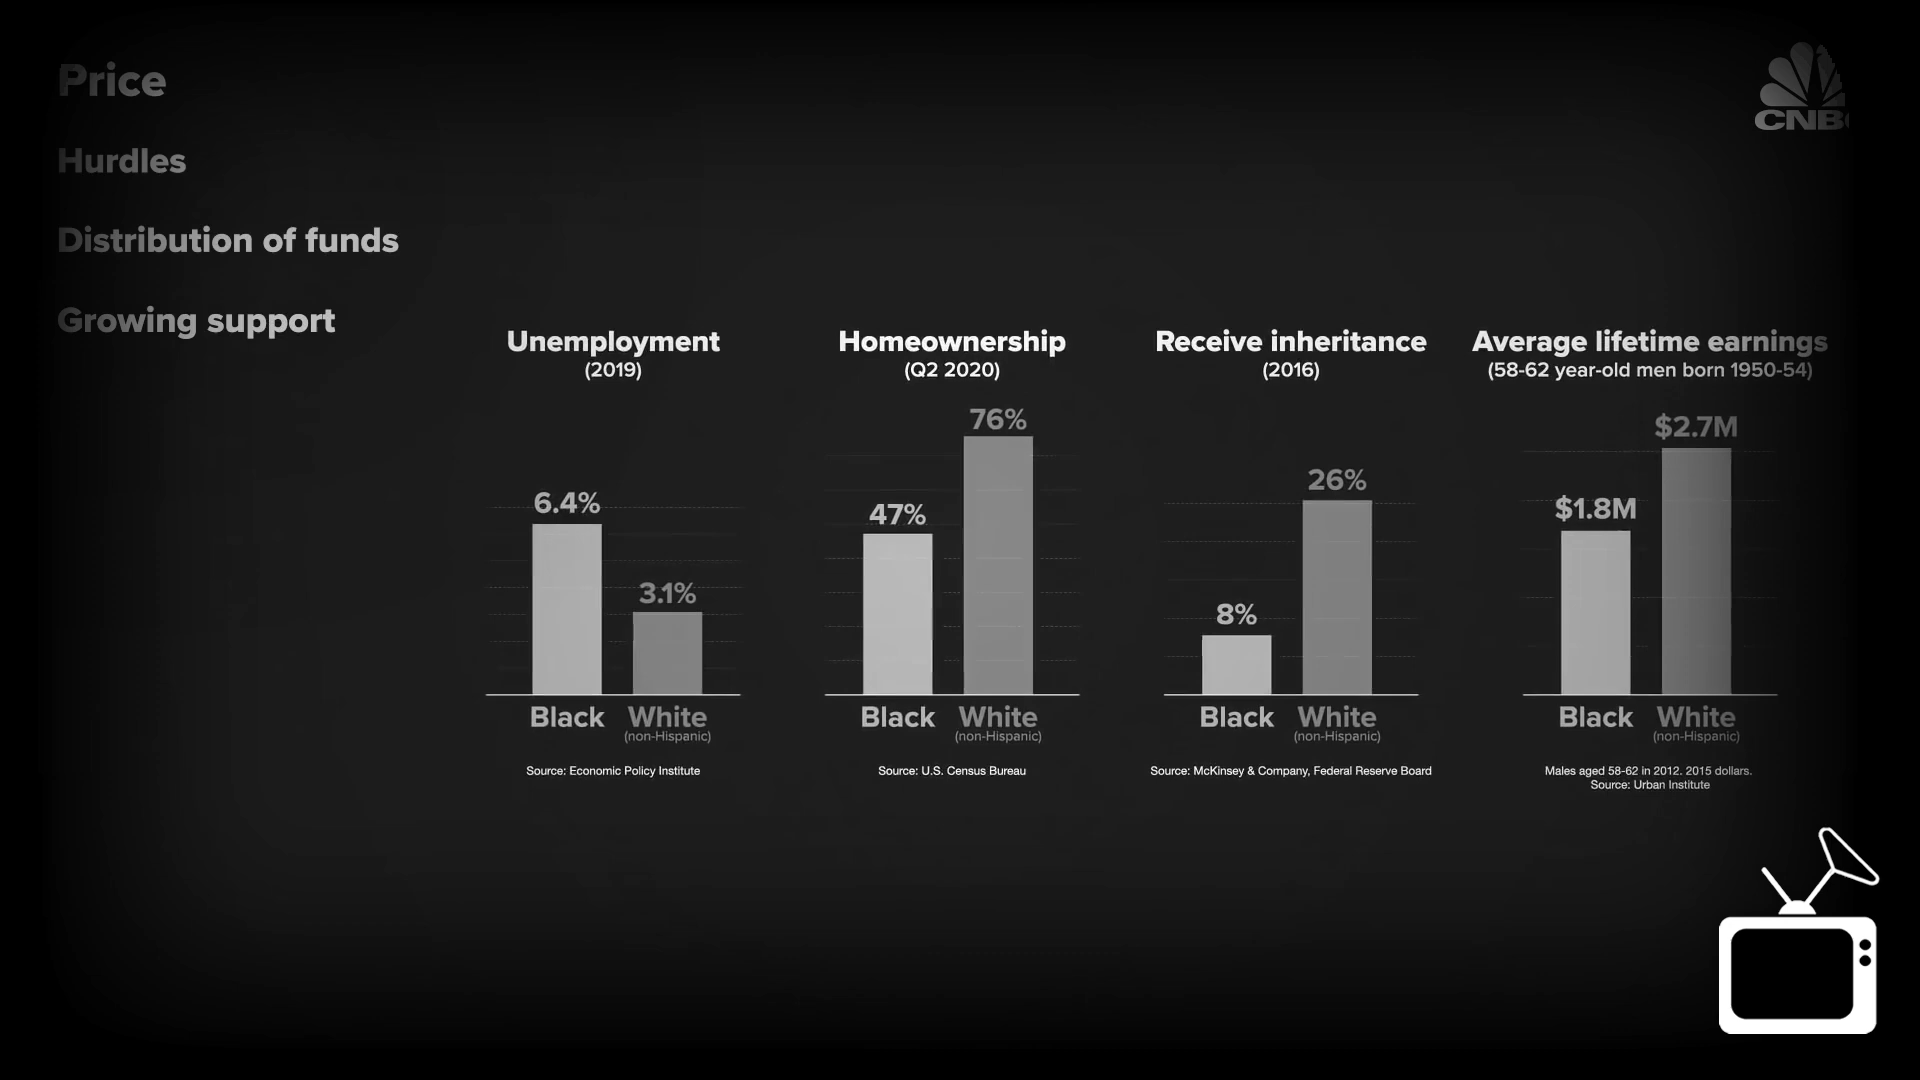 Price
Hurdles
Distribution of funds
Growing support
CNBC
Unemployment
(2019)
6.4%
3.1%
Black
White
(non-Hispanic)
Source: Economic Policy Institute
Homeownership
(Q2 2020)
47%
76%
Black
White
(non-Hispanic)
Source: U.S. Census Bureau
Receive inheritance
(2016)
8%
26%
Black
White
(non-Hispanic)
Source: McKinsey & Company, Federal Reserve Board
Average lifetime earnings
(58-62 year-old men born 1950-54)
$1.8M
$2.7M
Black
White
(non-Hispanic)
Males aged 58-62 in 2012. 2015 dollars.
Source: Urban Institute